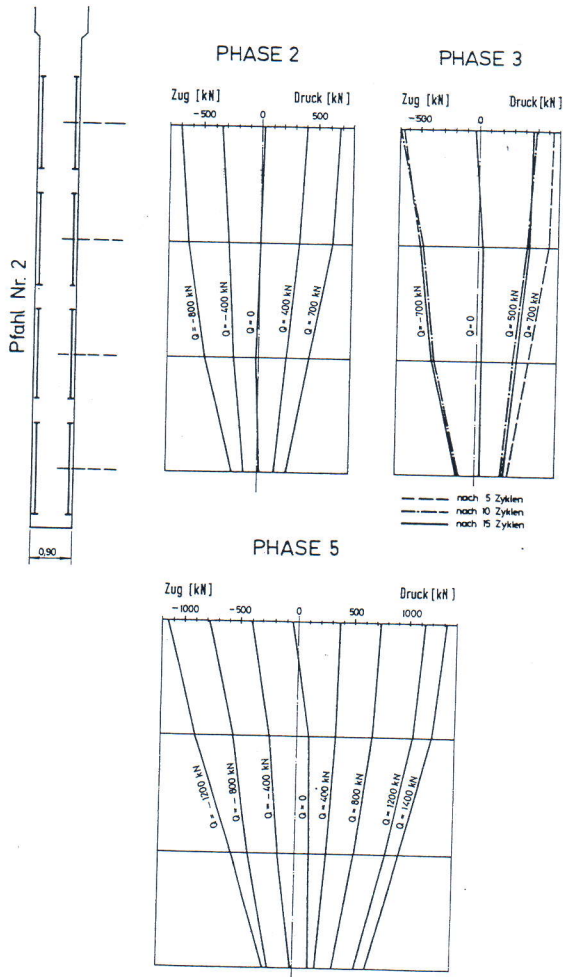 PHASE 2
Zug [kN] Druck [kN]
-500 0 500
Q = -800 kN
Q = -400 kN
Q = 0
Q = 400 kN
Q = 700 kN
PHASE 3
Zug [kN] Druck [kN]
-500 0
Q = -700 kN
Q = 0
Q = 500 kN
Q = 700 kN
nach 5 Zyklen
nach 10 Zyklen
nach 15 Zyklen
Pfahl Nr. 2
0,90
PHASE 5
Zug [kN] Druck [kN]
-1000 -500 0 500 1000
Q = -1200 kN
Q = -800 kN
Q = -400 kN
Q = 0
Q = 400 kN
Q = 800 kN
Q = 1200 kN
Q = 1400 kN